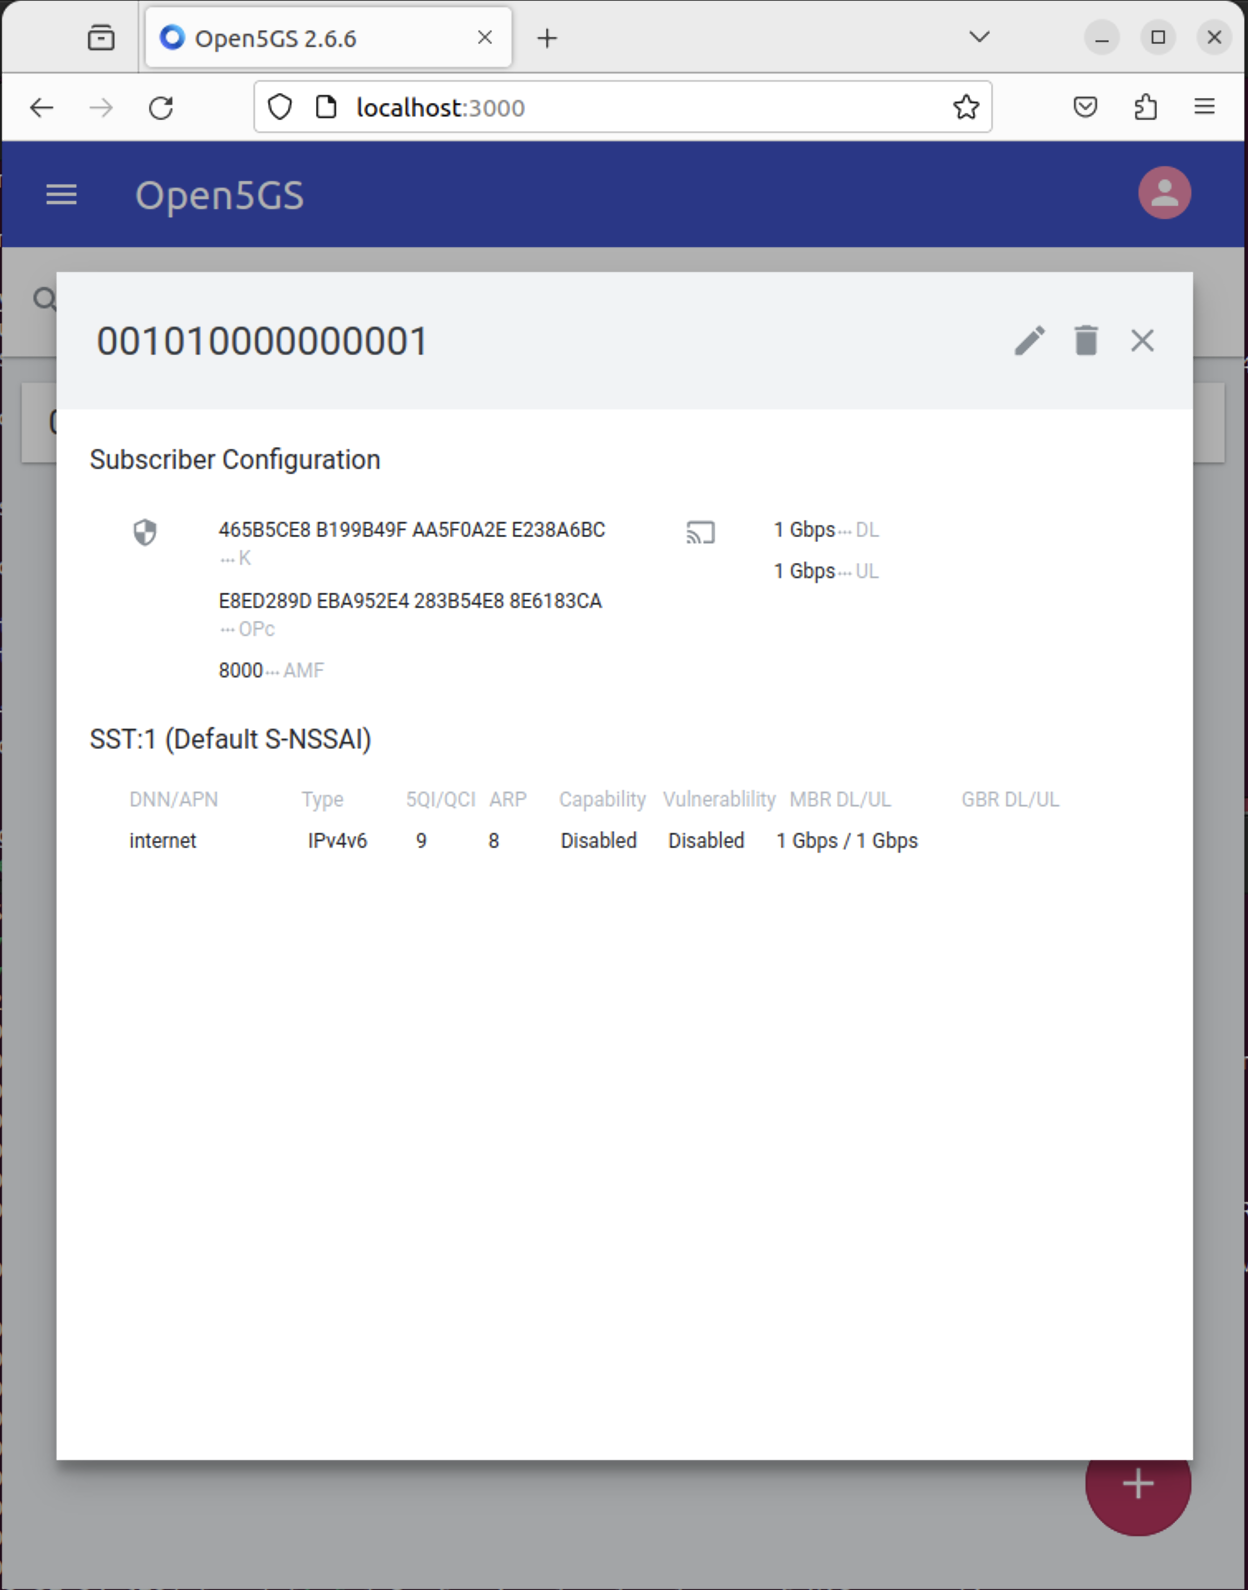 Open5GS 2.6.6
localhost:3000
Open5GS
001010000000001
Subscriber Configuration
465B5CE8 B199B49F AA5F0A2E E238A6BC
··· K
E8ED289D EBA952E4 283B54E8 8E6183CA
··· OPc
8000··· AMF
1 Gbps··· DL
1 Gbps··· UL
SST:1 (Default S-NSSAI)
DNN/APN Type 5QI/QCI ARP Capability Vulnerablility MBR DL/UL GBR DL/UL
internet IPv4v6 9 8 Disabled Disabled 1 Gbps / 1 Gbps